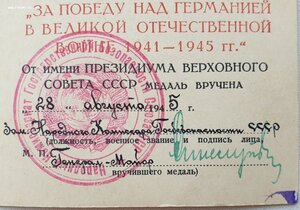 „ЗА ПОБЕДУ НАД ГЕРМАНИЕЙ
В ВЕЛИКОЙ ОТЕЧЕСТВЕННОЙ
ВОЙНЕ 1941—1945 гг."
От имени ПРЕЗИДИУМА ВЕРХОВНОГО
СОВЕТА СССР МЕДАЛЬ ВРУЧЕНА
28 августа 1945 г.
Зам. Народного Комиссара Госбезопасности СССР
(должность, военное звание и подпись лица,
М. П. Генерал-Майор
вручившего медаль)